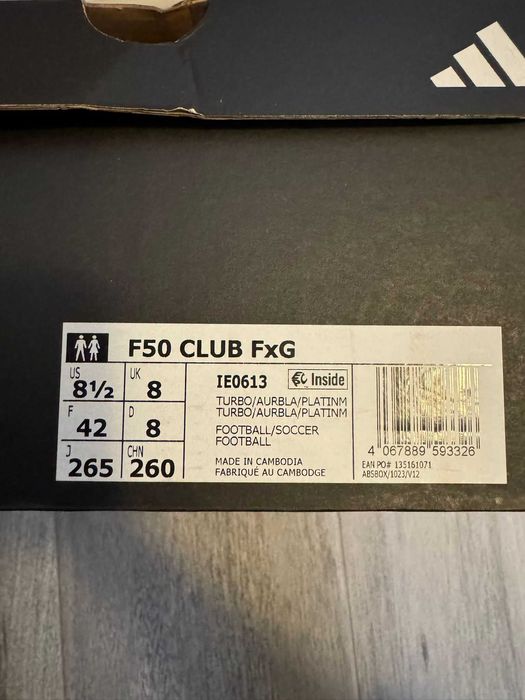 F50 CLUB FxG
US 8½ UK 8
F 42 D 8
J 265 CHN 260
IE0613 Inside
TURBO/AURBLA/PLATINM
TURBO/AURBLA/PLATINM
FOOTBALL/SOCCER
FOOTBALL
MADE IN CAMBODIA
FABRIQUÉ AU CAMBODGE
4 067889 593326
EAN PO# 135161071
ABSBOX/1023/V12